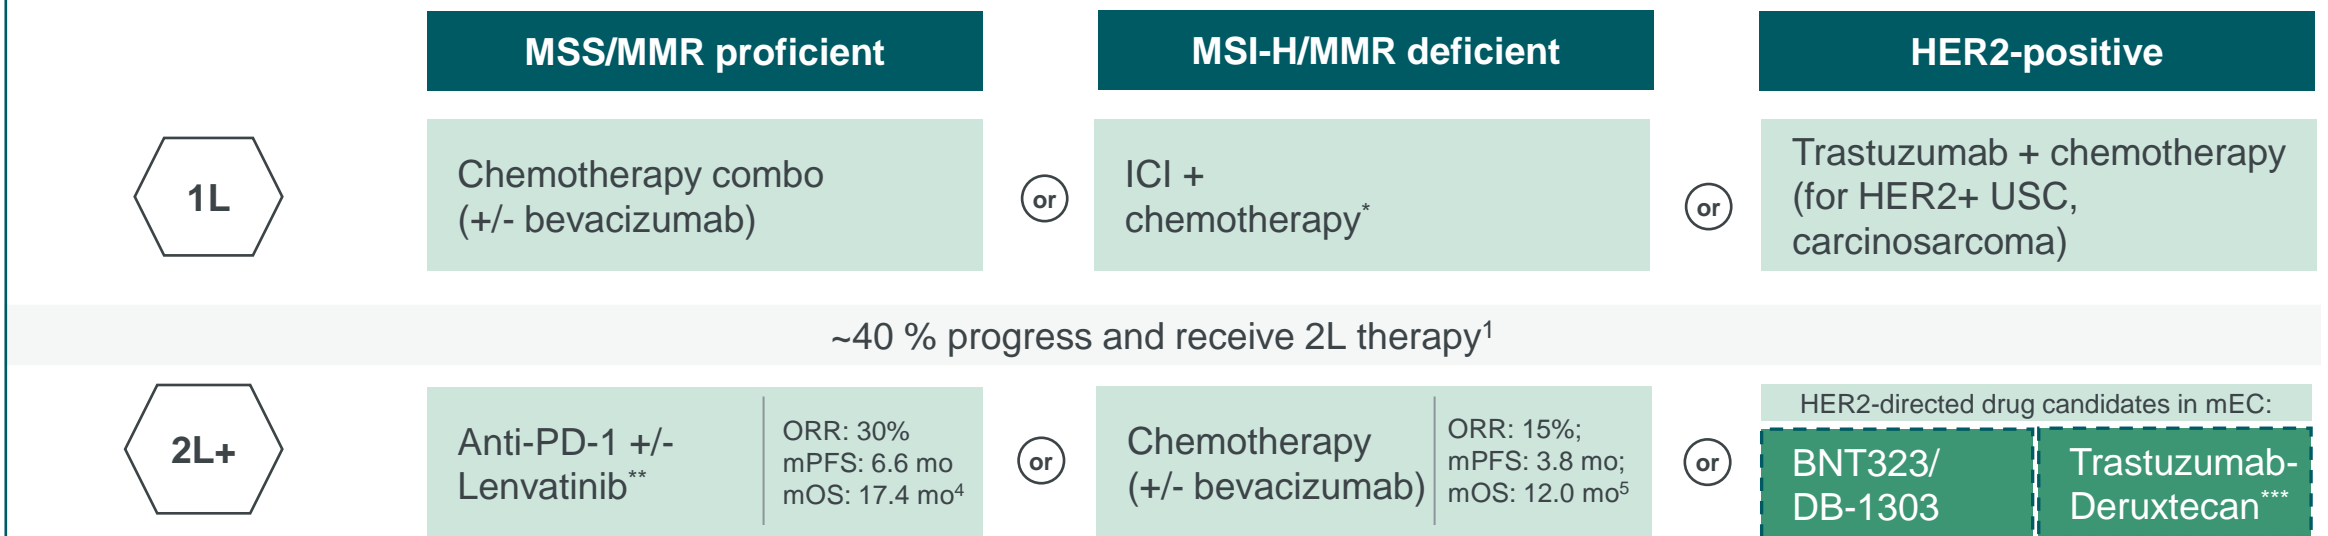 MSS/MMR proficient
MSI-H/MMR deficient
HER2-positive
1L
Chemotherapy combo
(+/- bevacizumab)
or
ICI +
chemotherapy*
or
Trastuzumab + chemotherapy
(for HER2+ USC,
carcinosarcoma)
~40 % progress and receive 2L therapy¹
2L+
Anti-PD-1 +/-
Lenvatinib**
ORR: 30%
mPFS: 6.6 mo
mOS: 17.4 mo⁴
or
Chemotherapy
(+/- bevacizumab)
ORR: 15%;
mPFS: 3.8 mo;
mOS: 12.0 mo⁵
or
HER2-directed drug candidates in mEC:
BNT323/
DB-1303
Trastuzumab-
Deruxtecan***